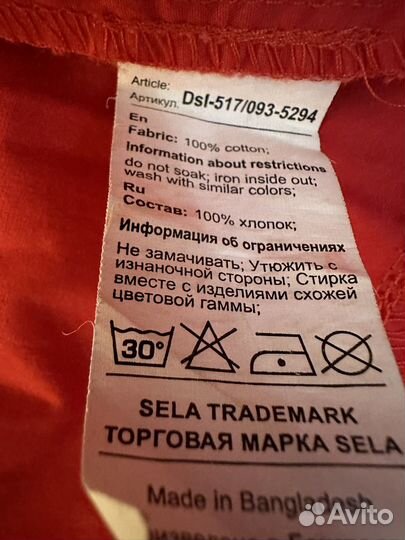 Article:
Артикул: Dsl-517/093-5294
En
Fabric: 100% cotton;
Information about restrictions
do not soak; iron inside out;
wash with similar colors;
Ru
Состав: 100% хлопок;
Информация об ограничениях
Не замачивать; Утюжить с
изнаночной стороны; Стирка
вместе с изделиями схожей
цветовой гаммы;
30°
SELA TRADEMARK
ТОРГОВАЯ МАРКА SELA
Made in Bangladesh
Avito